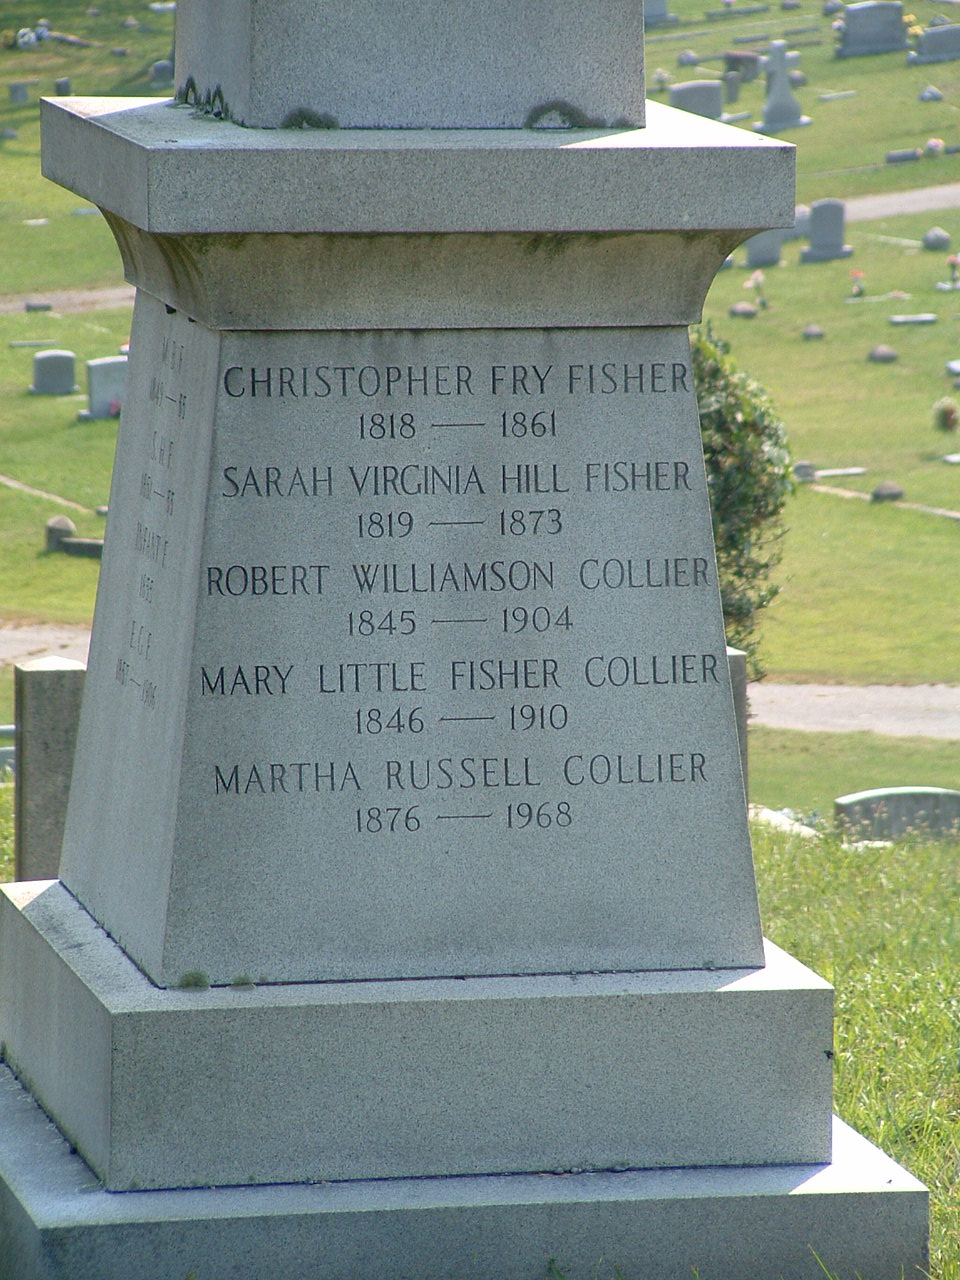 CHRISTOPHER FRY FISHER
1818 — 1861
SARAH VIRGINIA HILL FISHER
1819 — 1873
ROBERT WILLIAMSON COLLIER
1845 — 1904
MARY LITTLE FISHER COLLIER
1846 — 1910
MARTHA RUSSELL COLLIER
1876 — 1968
INFANT F.
E. C. F.